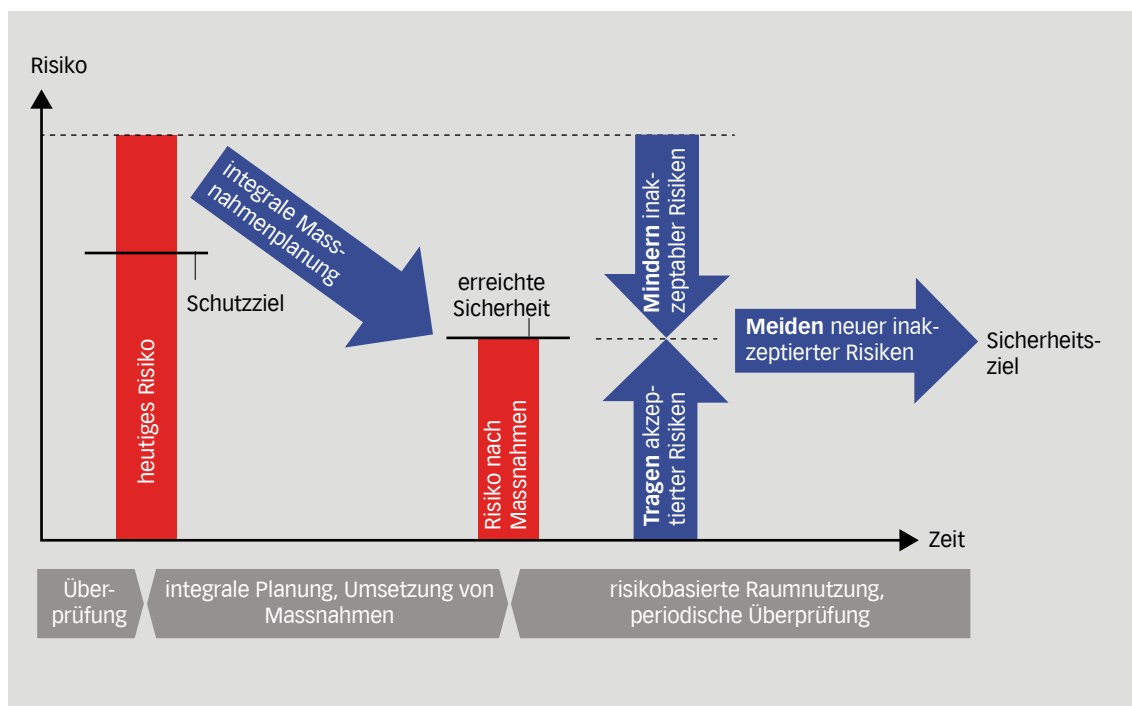 Risiko
heutiges Risiko
Schutzziel
integrale Mass-
nahmenplanung
erreichte
Sicherheit
Risiko nach
Massnahmen
Mindern inak-
zeptabler Risiken
Tragen akzep-
tierter Risiken
Meiden neuer inak-
zeptierter Risiken
Sicherheits-
ziel
Zeit
Über-
prüfung
integrale Planung, Umsetzung von
Massnahmen
risikobasierte Raumnutzung,
periodische Überprüfung